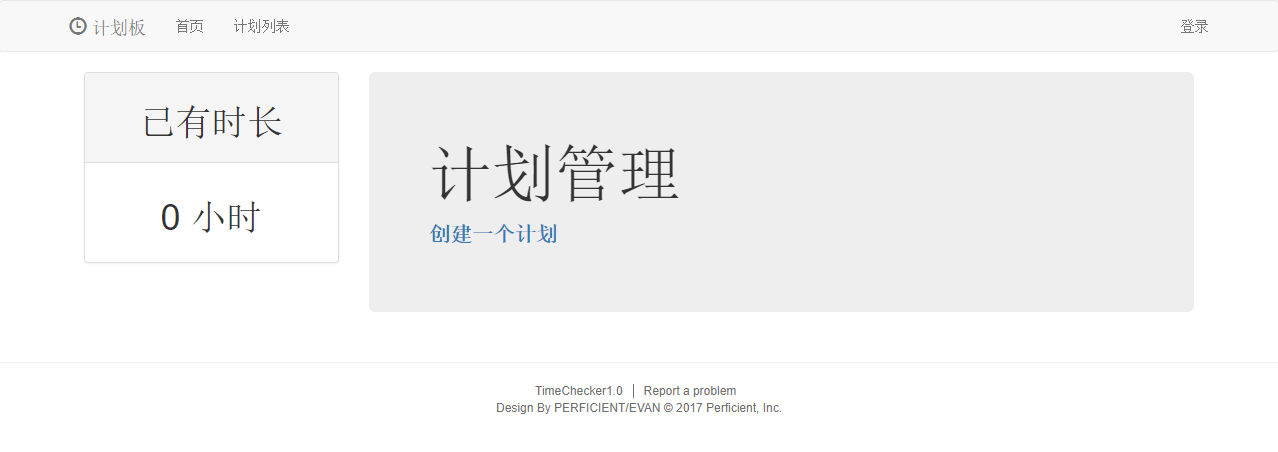 计划板 首页 计划列表 登录
已有时长
0 小时
计划管理
创建一个计划
TimeChecker1.0 | Report a problem
Design By PERFICIENT/EVAN © 2017 Perficient, Inc.